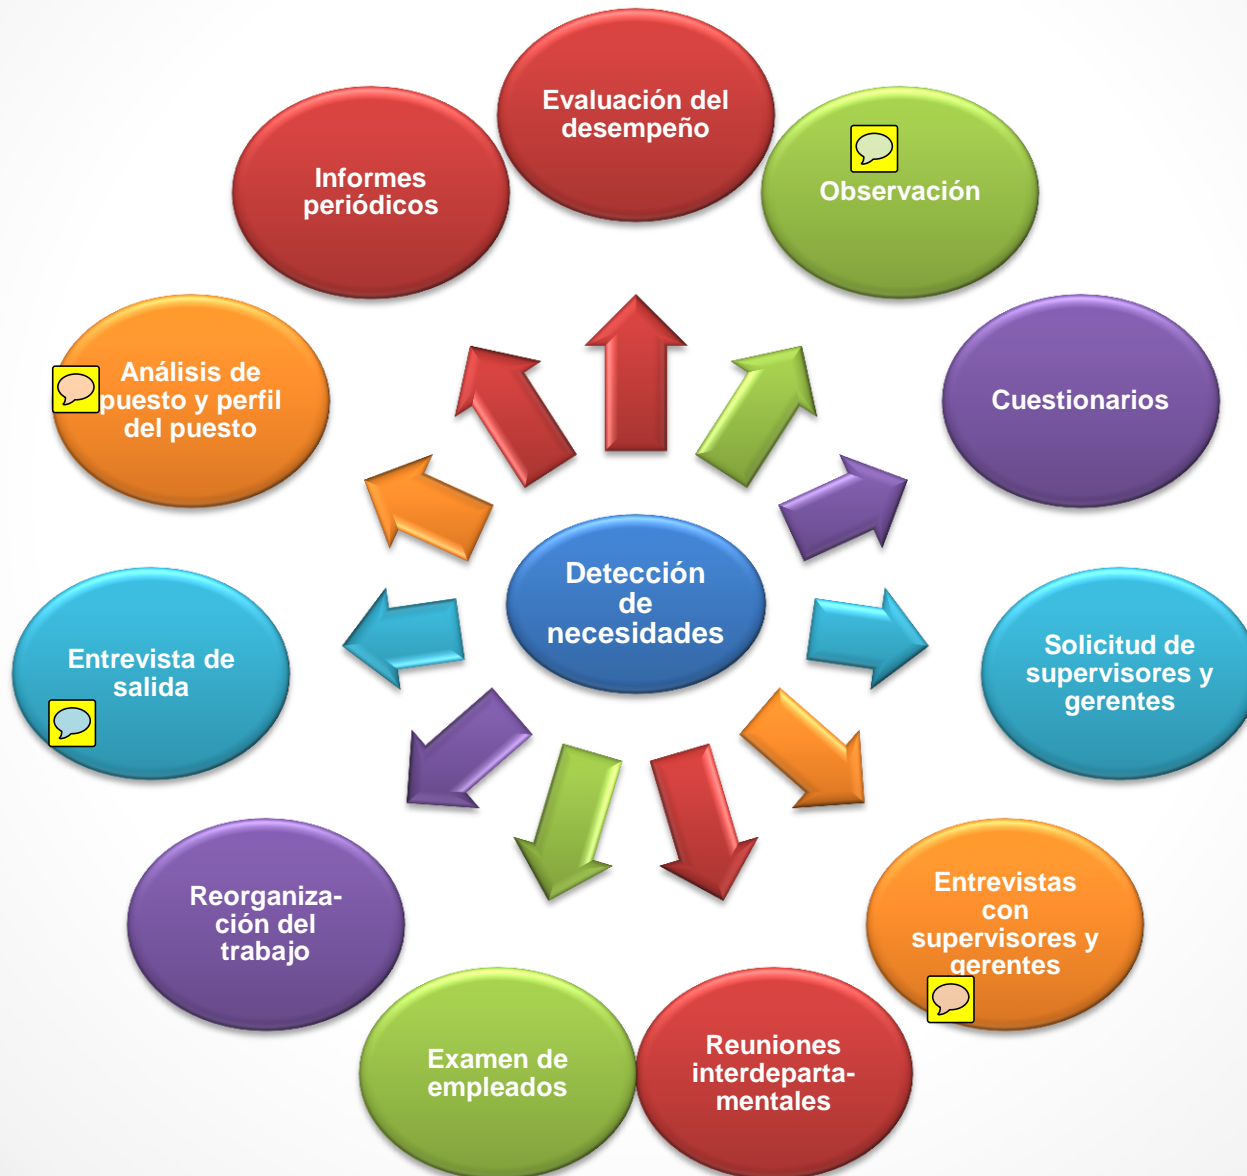 Evaluación del
desempeño
Observación
Cuestionarios
Solicitud de
supervisores y
gerentes
Entrevistas
con
supervisores y
gerentes
Reuniones
interdeparta-
mentales
Examen de
empleados
Reorganiza-
ción del
trabajo
Entrevista de
salida
Análisis de
puesto y perfil
del puesto
Informes
periódicos
Detección
de
necesidades